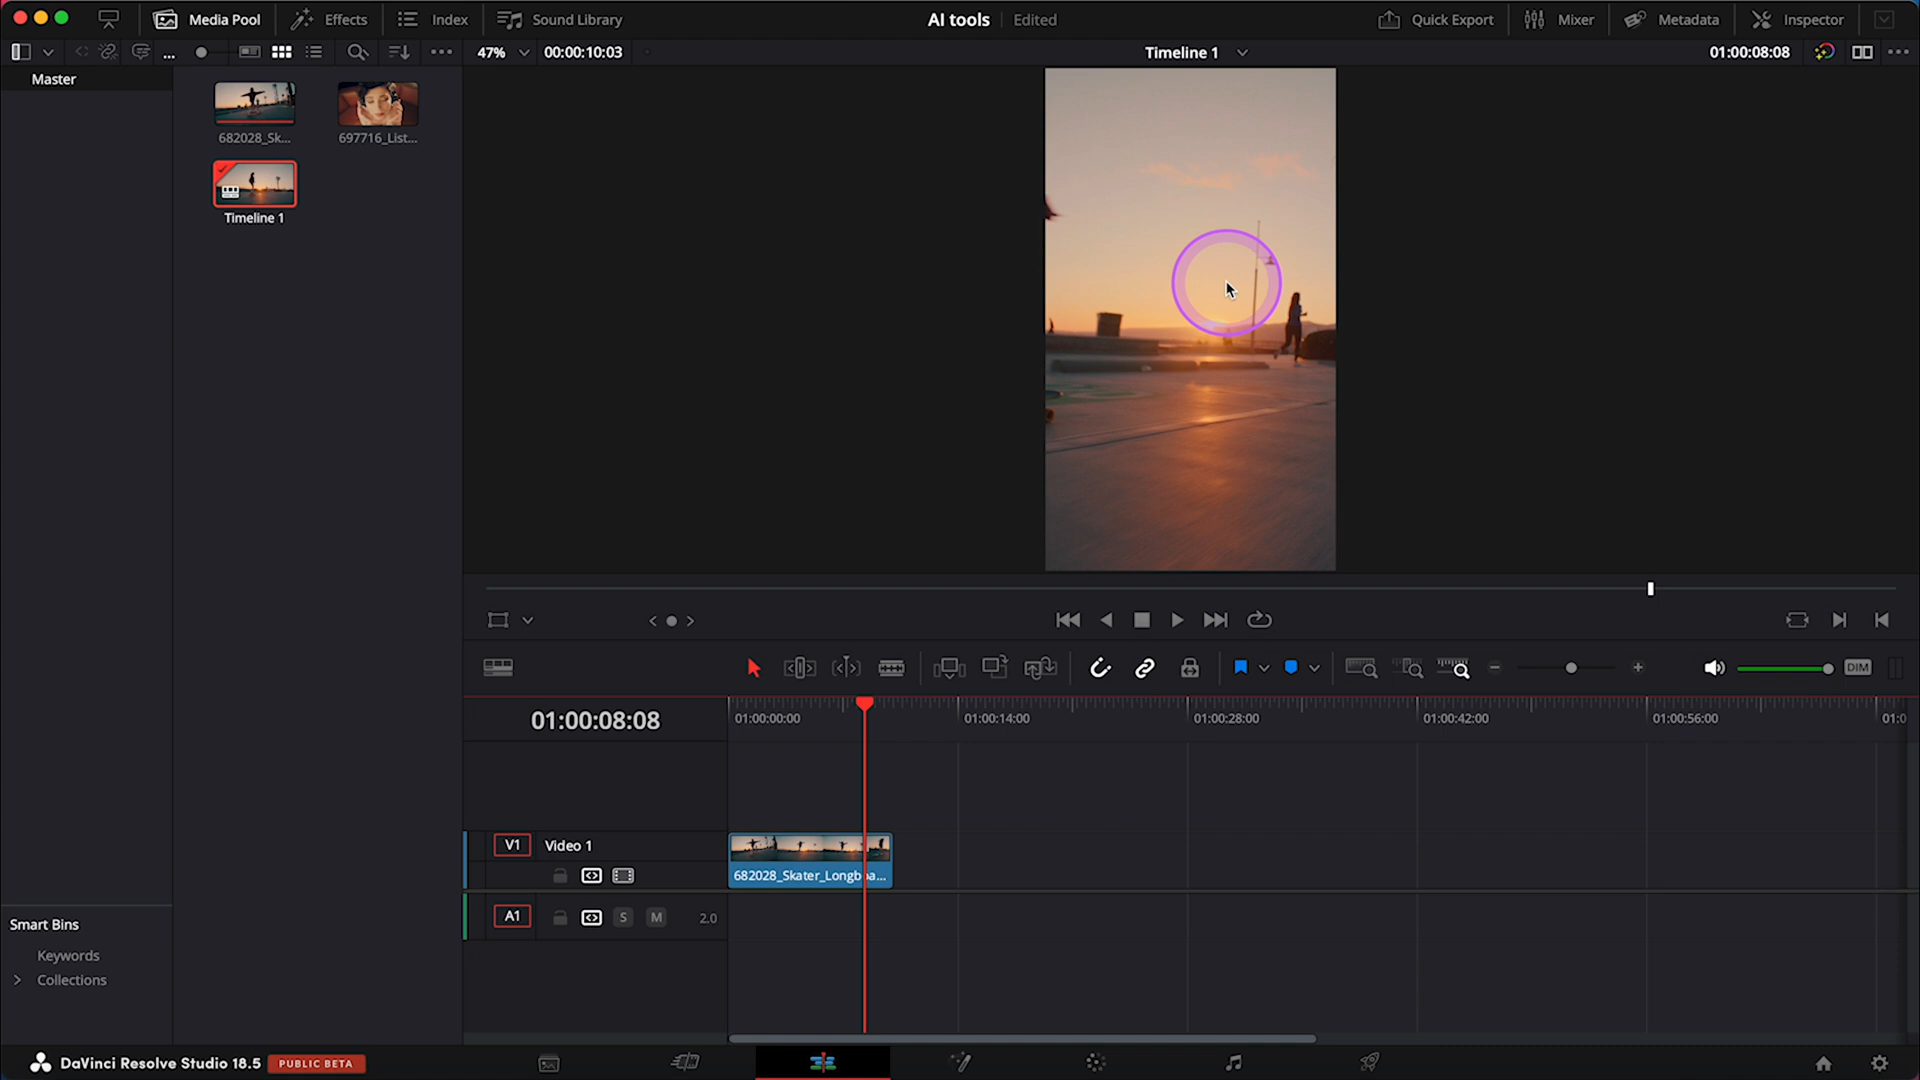 Media Pool
Effects
Index
Sound Library
AI tools
Edited
Quick Export
Mixer
Metadata
Inspector
...
47%
00:00:10:03
Timeline 1
01:00:08:08
Master
682028_Sk...
697716_List...
Timeline 1
DIM
01:00:08:08
01:00:00:00
01:00:14:00
01:00:28:00
01:00:42:00
01:00:56:00
01:0
V1
Video 1
682028_Skater_Longboa...
A1
S
M
2.0
Smart Bins
Keywords
Collections
DaVinci Resolve Studio 18.5
PUBLIC BETA